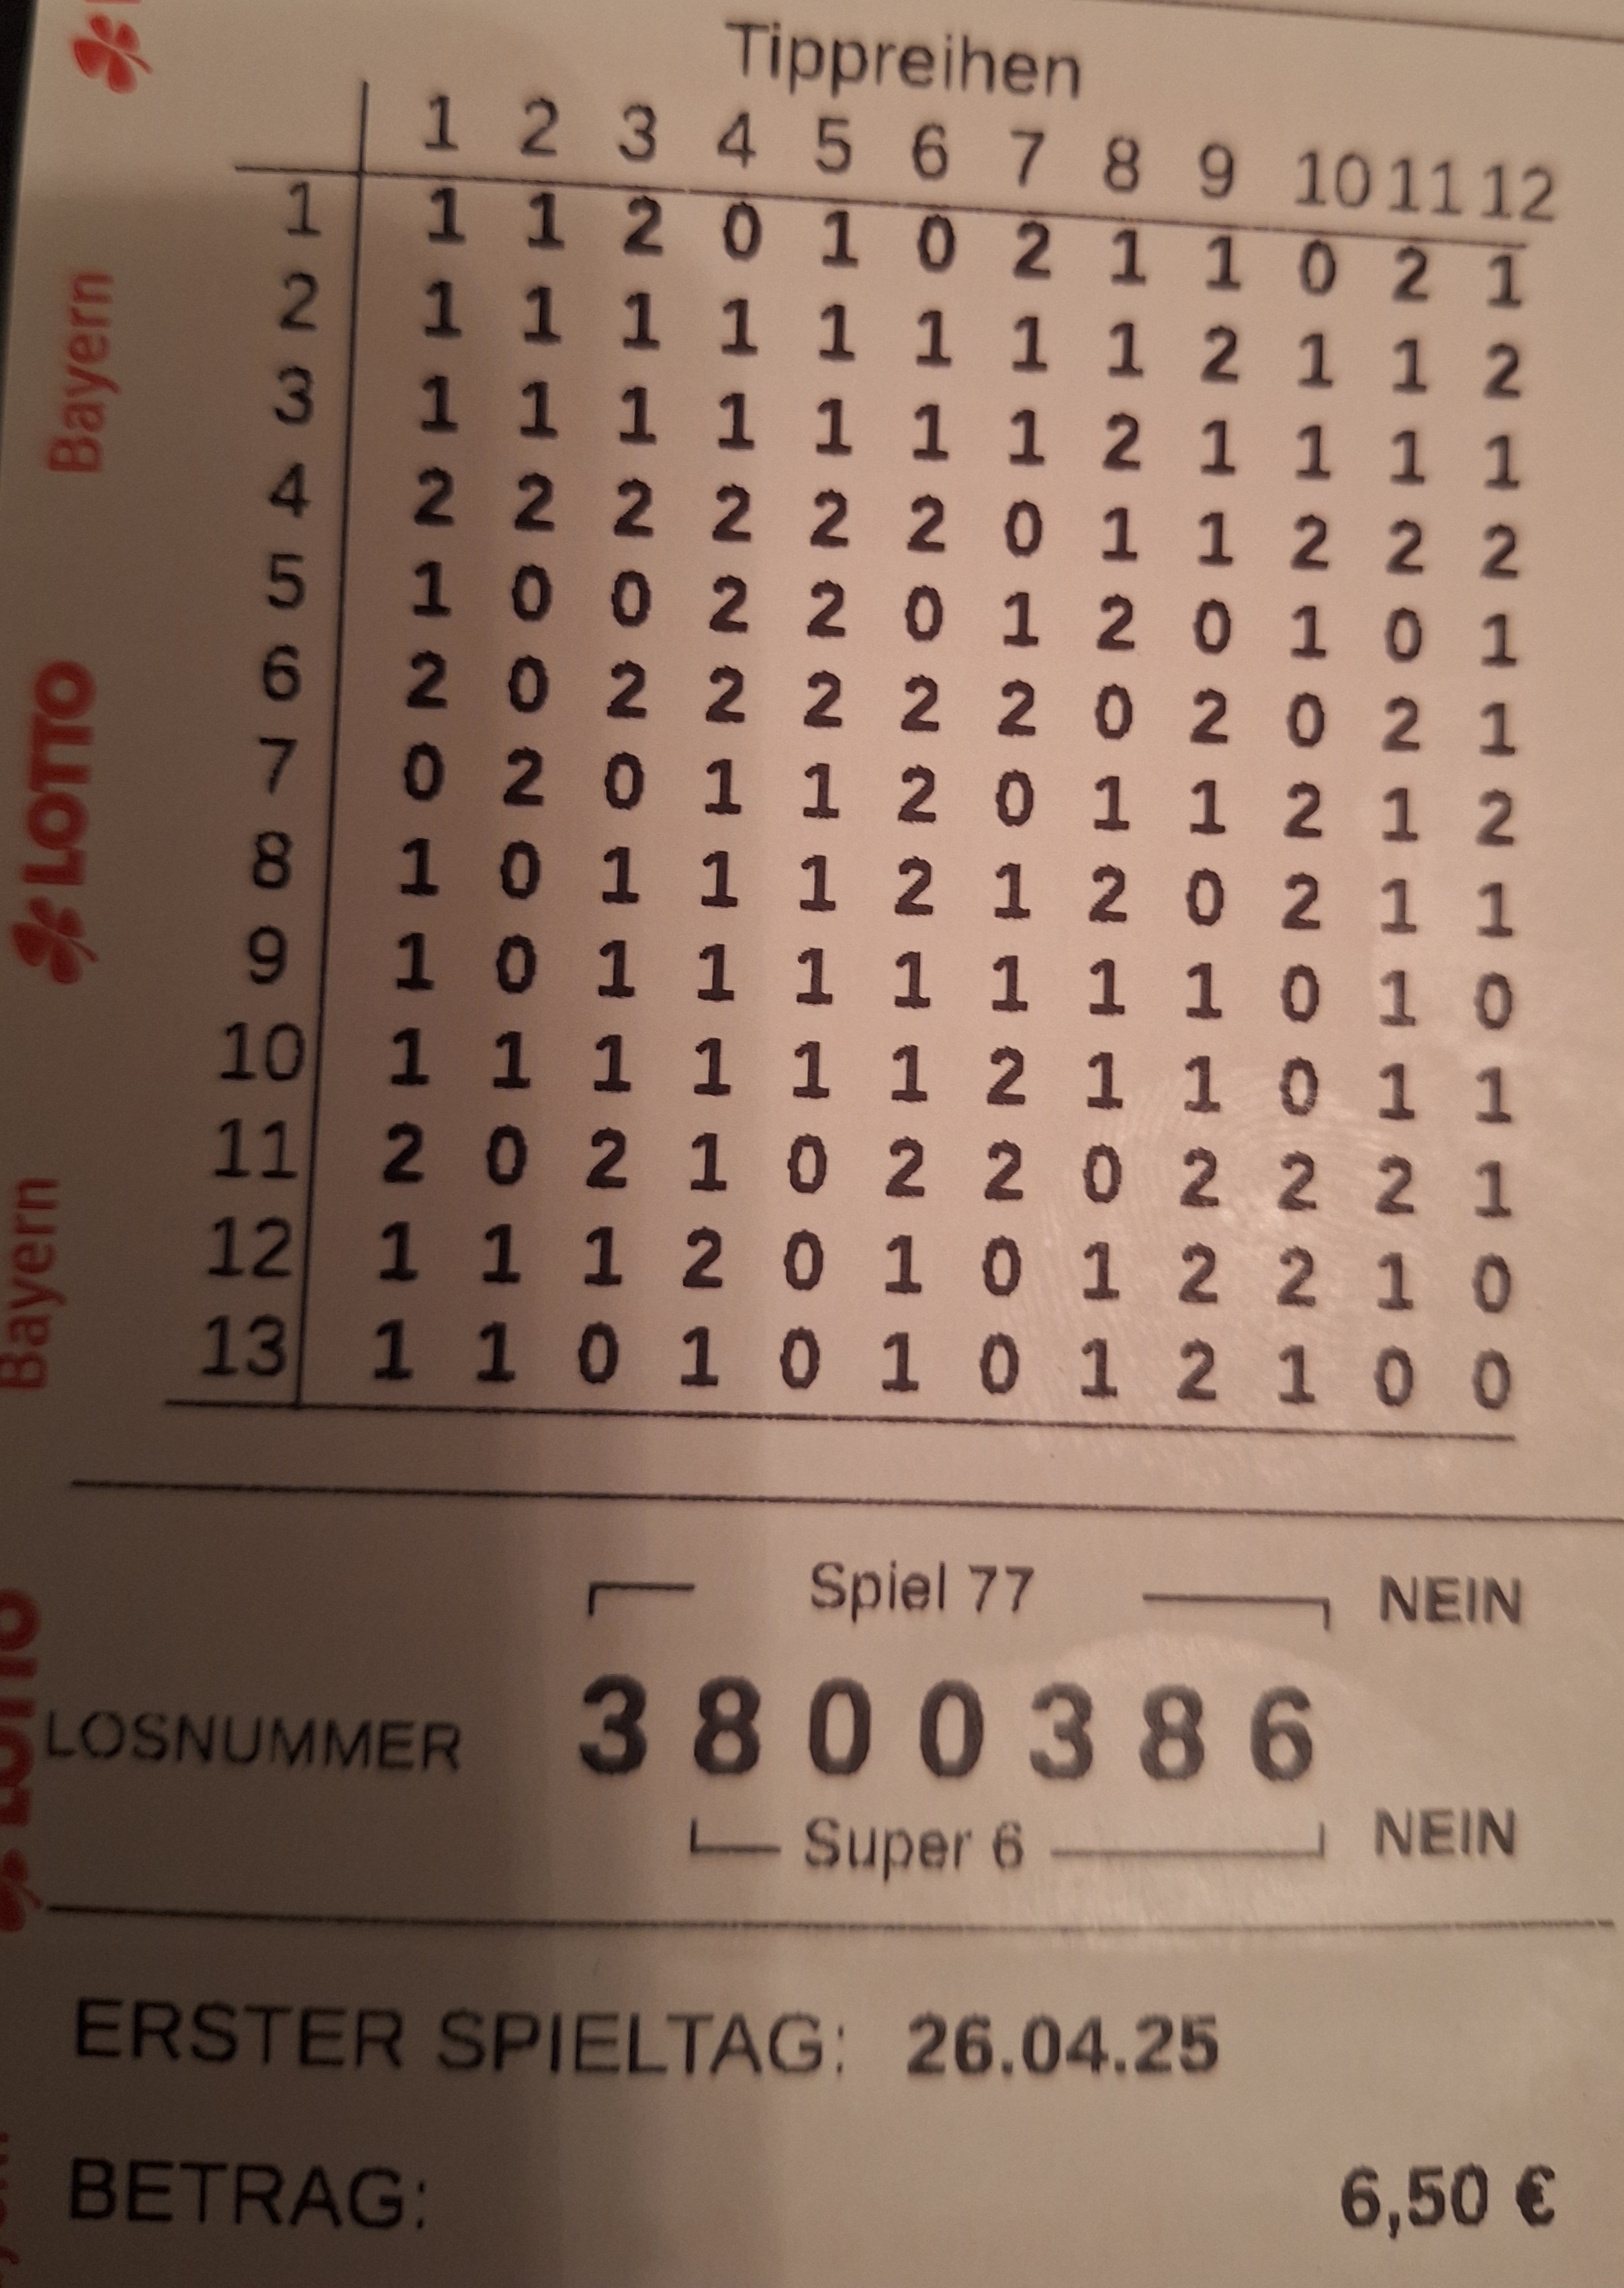 Tippreihen
1 2 3 4 5 6 7 8 9 10 11 12
1 1 1 2 0 1 0 2 1 1 0 2 1
2 1 1 1 1 1 1 1 1 2 1 1 2
3 1 1 1 1 1 1 1 2 1 1 1 1
4 2 2 2 2 2 2 0 1 1 2 2 2
5 1 0 0 2 2 0 1 2 0 1 0 1
6 2 0 2 2 2 2 2 0 2 0 2 1
7 0 2 0 1 1 2 0 1 1 2 1 2
8 1 0 1 1 1 2 1 2 0 2 1 1
9 1 0 1 1 1 1 1 1 1 0 1 0
10 1 1 1 1 1 1 2 1 1 0 1 1
11 2 0 2 1 0 2 2 0 2 2 2 1
12 1 1 1 2 0 1 0 1 2 2 1 0
13 1 1 0 1 0 1 0 1 2 1 0 0
Spiel 77 NEIN
LOSNUMMER 3 8 0 0 3 8 6
Super 6 NEIN
ERSTER SPIELTAG: 26.04.25
BETRAG: 6,50 €
Bayern
LOTTO
Bayern
LOTTO